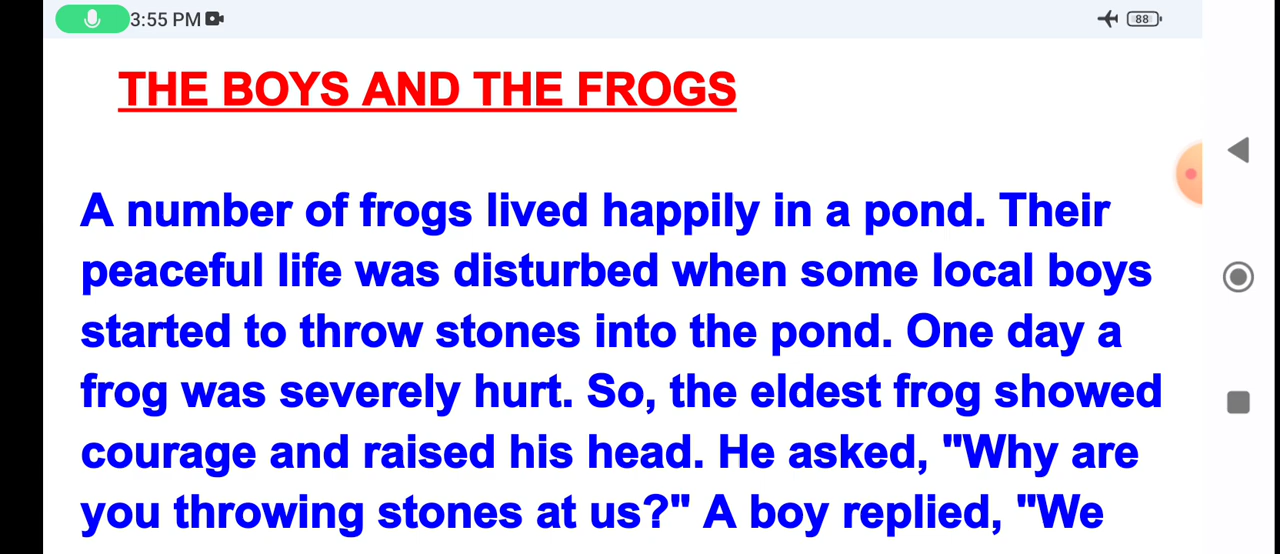 3:55 PM
88
THE BOYS AND THE FROGS
A number of frogs lived happily in a pond. Their
peaceful life was disturbed when some local boys
started to throw stones into the pond. One day a
frog was severely hurt. So, the eldest frog showed
courage and raised his head. He asked, "Why are
you throwing stones at us?" A boy replied, "We